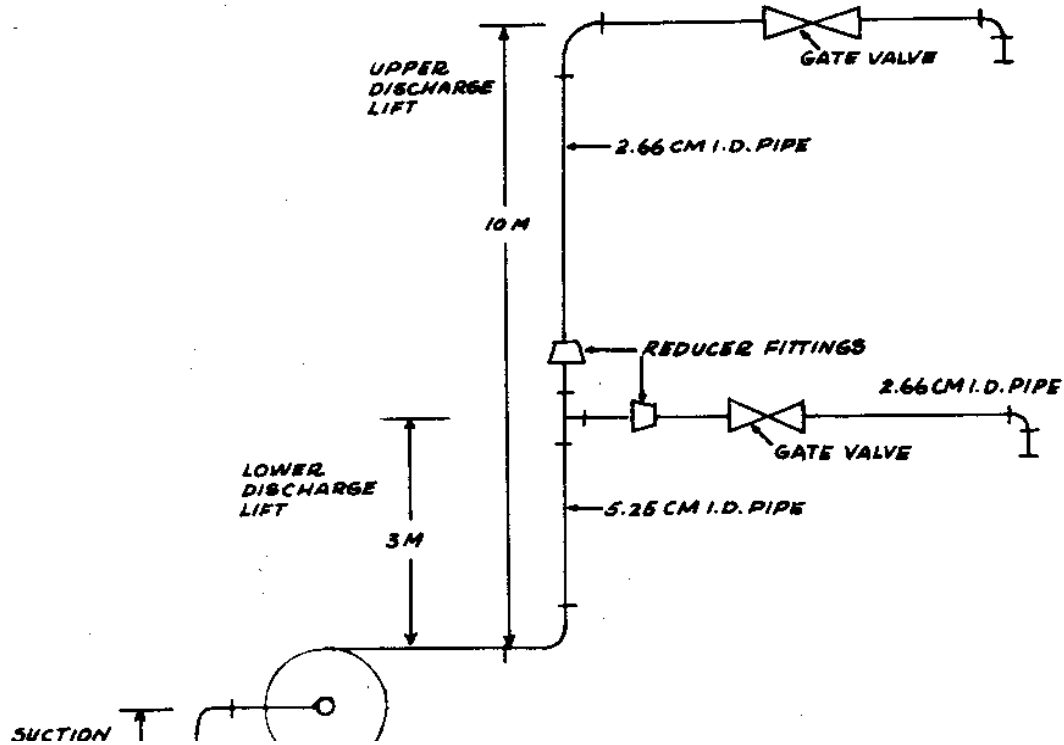 GATE VALVE
UPPER
DISCHARGE
LIFT
2.66 CM I.D. PIPE
10 M
REDUCER FITTINGS
2.66 CM I.D. PIPE
GATE VALVE
LOWER
DISCHARGE
LIFT
5.25 CM I.D. PIPE
3 M
SUCTION